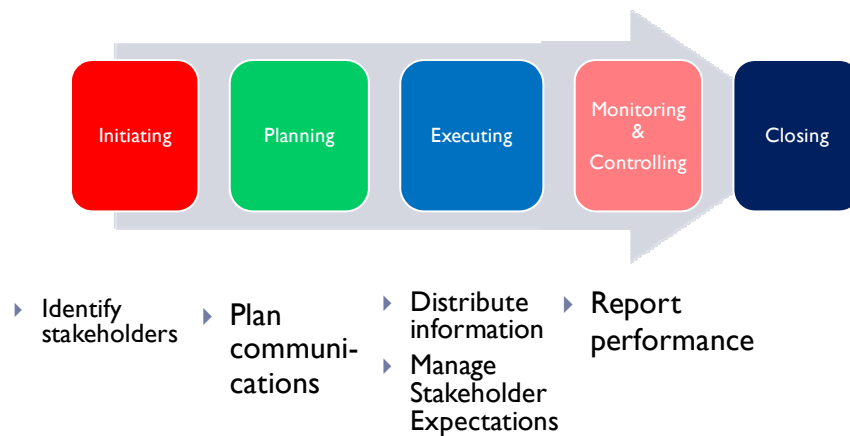 Initiating
Planning
Executing
Monitoring
&
Controlling
Closing
Identify
stakeholders
Plan
communi-
cations
Distribute
information
Manage
Stakeholder
Expectations
Report
performance